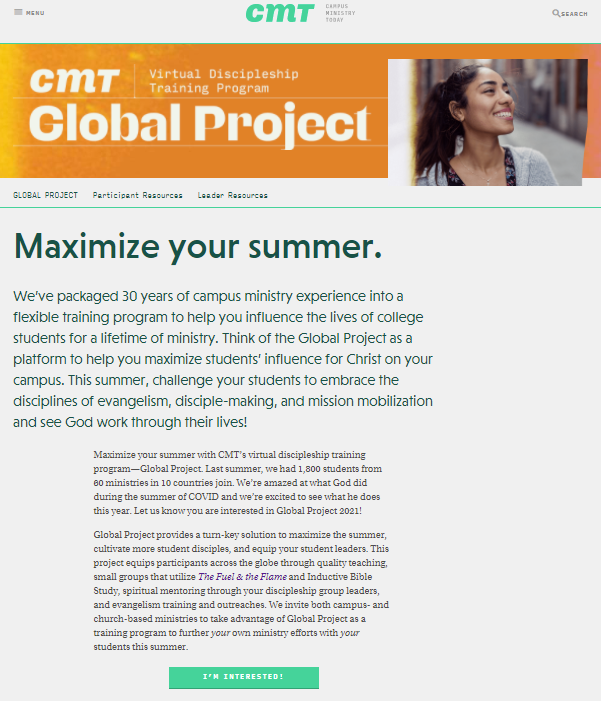 MENU
CMT
CAMPUS
MINISTRY
TODAY
SEARCH
CMT
Virtual Discipleship
Training Program
Global Project
GLOBAL PROJECT Participant Resources Leader Resources
Maximize your summer.
We've packaged 30 years of campus ministry experience into a
flexible training program to help you influence the lives of college
students for a lifetime of ministry. Think of the Global Project as a
platform to help you maximize students' influence for Christ on your
campus. This summer, challenge your students to embrace the
disciplines of evangelism, disciple-making, and mission mobilization
and see God work through their lives!
Maximize your summer with CMT's virtual discipleship training
program—Global Project. Last summer, we had 1,800 students from
60 ministries in 10 countries join. We're amazed at what God did
during the summer of COVID and we're excited to see what he does
this year. Let us know you are interested in Global Project 2021!
Global Project provides a turn-key solution to maximize the summer,
cultivate more student disciples, and equip your student leaders. This
project equips participants across the globe through quality teaching,
small groups that utilize The Fuel & the Flame and Inductive Bible
Study, spiritual mentoring through your discipleship group leaders,
and evangelism training and outreaches. We invite both campus- and
church-based ministries to take advantage of Global Project as a
training program to further your own ministry efforts with your
students this summer.
I'M INTERESTED!